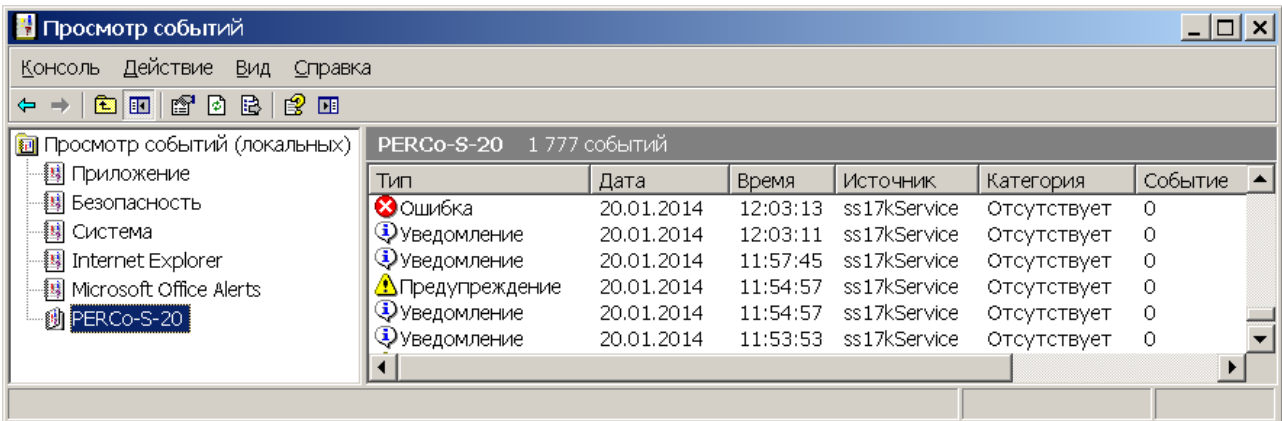 Просмотр событий
Консоль Действие Вид Справка
Просмотр событий (локальных)
Приложение
Безопасность
Система
Internet Explorer
Microsoft Office Alerts
PERCo-S-20
PERCo-S-20 1 777 событий
Тип Дата Время Источник Категория Событие
Ошибка 20.01.2014 12:03:13 ss17kService Отсутствует 0
Уведомление 20.01.2014 12:03:11 ss17kService Отсутствует 0
Уведомление 20.01.2014 11:57:45 ss17kService Отсутствует 0
Предупреждение 20.01.2014 11:54:57 ss17kService Отсутствует 0
Уведомление 20.01.2014 11:54:57 ss17kService Отсутствует 0
Уведомление 20.01.2014 11:53:53 ss17kService Отсутствует 0